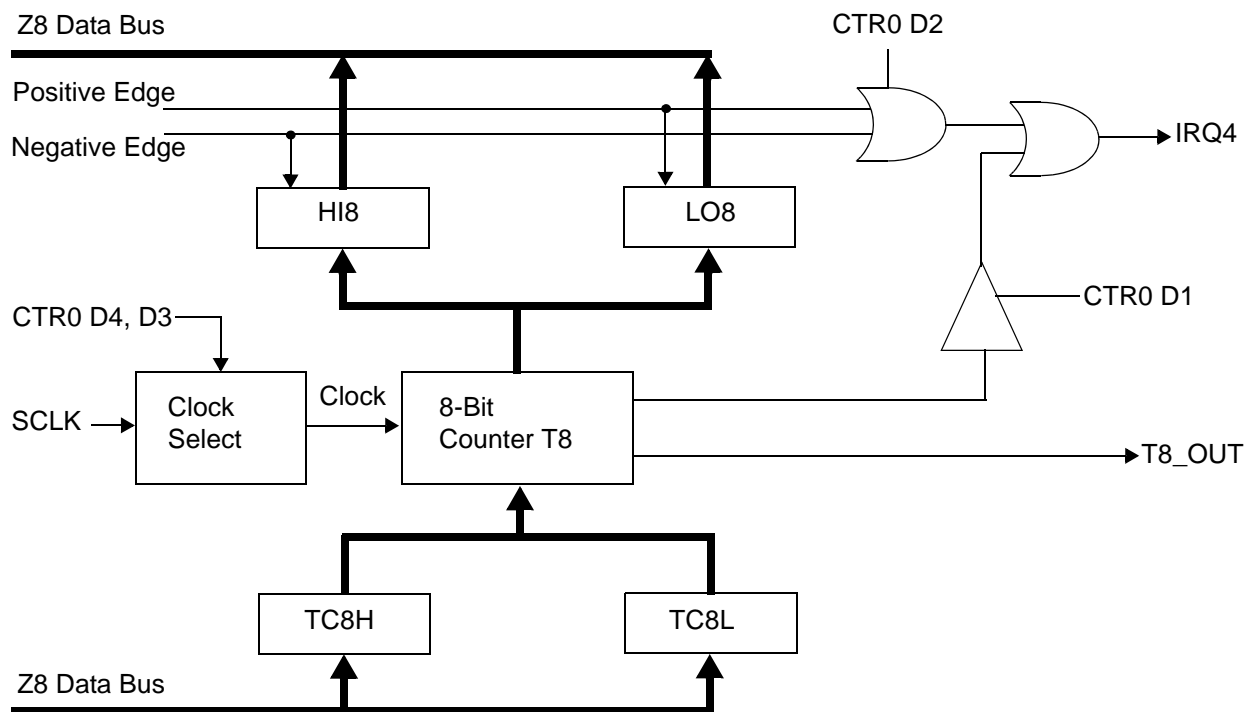 Z8 Data Bus
CTR0 D2
Positive Edge
Negative Edge
IRQ4
HI8
LO8
CTR0 D4, D3
CTR0 D1
SCLK
Clock
Select
Clock
8-Bit
Counter T8
T8_OUT
TC8H
TC8L
Z8 Data Bus